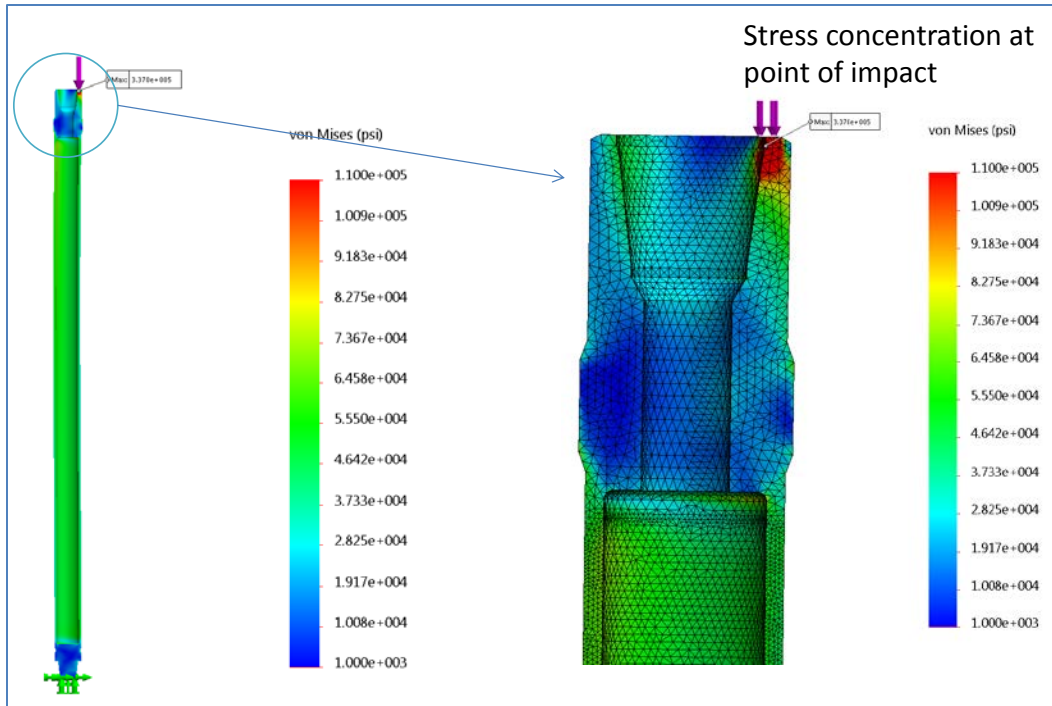 Stress concentration at
point of impact
Max: 3.370e+005
von Mises (psi)
1.100e+005
1.009e+005
9.183e+004
8.275e+004
7.367e+004
6.458e+004
5.550e+004
4.642e+004
3.733e+004
2.825e+004
1.917e+004
1.008e+004
1.000e+003
Max: 3.370e+005
von Mises (psi)
1.100e+005
1.009e+005
9.183e+004
8.275e+004
7.367e+004
6.458e+004
5.550e+004
4.642e+004
3.733e+004
2.825e+004
1.917e+004
1.008e+004
1.000e+003